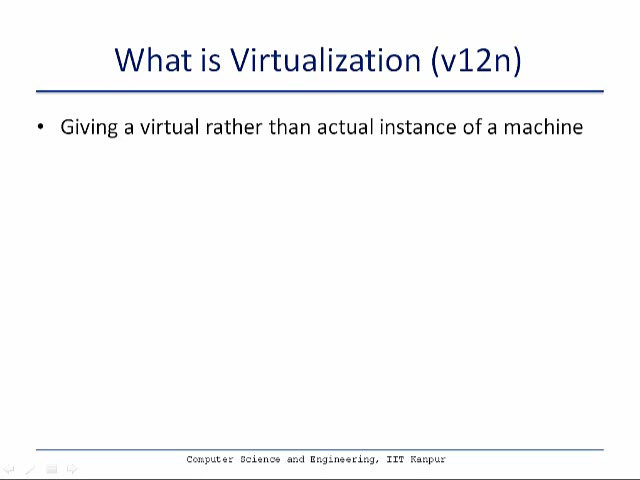 What is Virtualization (v12n)
• Giving a virtual rather than actual instance of a machine
Computer Science and Engineering, IIT Kanpur